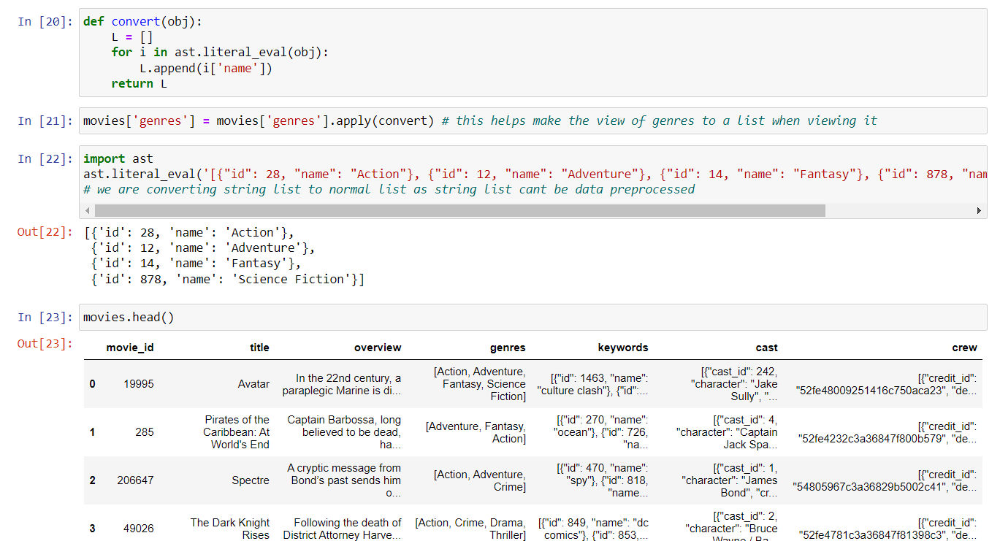 In [20]: def convert(obj):
L = []
for i in ast.literal_eval(obj):
L.append(i['name'])
return L
In [21]: movies['genres'] = movies['genres'].apply(convert) # this helps make the view of genres to a list when viewing it
In [22]: import ast
ast.literal_eval('[{"id": 28, "name": "Action"}, {"id": 12, "name": "Adventure"}, {"id": 14, "name": "Fantasy"}, {"id": 878, "nam
# we are converting string list to normal list as string list cant be data preprocessed
Out[22]: [{'id': 28, 'name': 'Action'},
{'id': 12, 'name': 'Adventure'},
{'id': 14, 'name': 'Fantasy'},
{'id': 878, 'name': 'Science Fiction'}]
In [23]: movies.head()
Out[23]:
movie_id title overview genres keywords cast crew
0 19995 Avatar
In the 22nd century, a
paraplegic Marine is di...
[Action, Adventure,
Fantasy, Science
Fiction]
[{"id": 1463, "name":
"culture clash"}, {"id":...
[{"cast_id": 242,
"character": "Jake
Sully", "...
[{"credit_id":
"52fe48009251416c750aca23", "de...
1 285
Pirates of the
Caribbean: At
World's End
Captain Barbossa, long
believed to be dead,
ha...
[Adventure, Fantasy,
Action]
[{"id": 270, "name":
"ocean"}, {"id": 726,
"na...
[{"cast_id": 4,
"character": "Captain
Jack Spa...
[{"credit_id":
"52fe4232c3a36847f800b579", "de...
2 206647 Spectre
A cryptic message from
Bond’s past sends him
o...
[Action, Adventure,
Crime]
[{"id": 470, "name":
"spy"}, {"id": 818,
"name...
[{"cast_id": 1,
"character": "James
Bond", "cr...
[{"credit_id":
"54805967c3a36829b5002c41", "de...
3 49026
The Dark Knight
Rises
Following the death of
District Attorney Harve...
[Action, Crime, Drama,
Thriller]
[{"id": 849, "name": "dc
comics"}, {"id": 853,...
[{"cast_id": 2,
"character": "Bruce
Wayne / Ba...
[{"credit_id":
"52fe4781c3a36847f81398c3", "de...